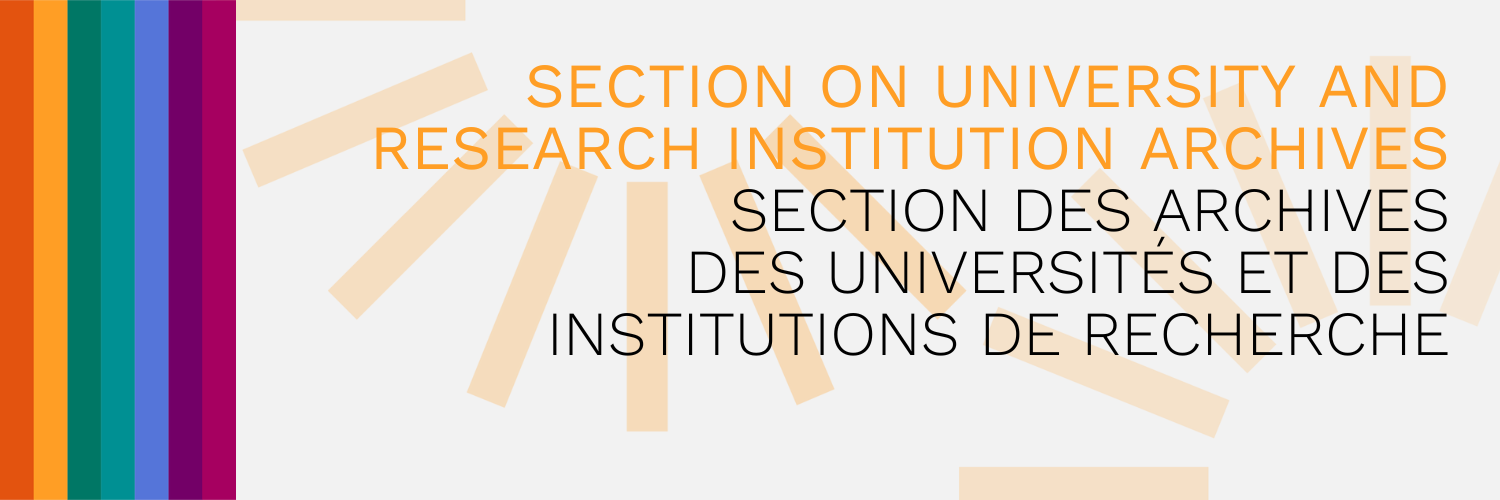 SECTION ON UNIVERSITY AND
RESEARCH INSTITUTION ARCHIVES
SECTION DES ARCHIVES
DES UNIVERSITÉS ET DES
INSTITUTIONS DE RECHERCHE